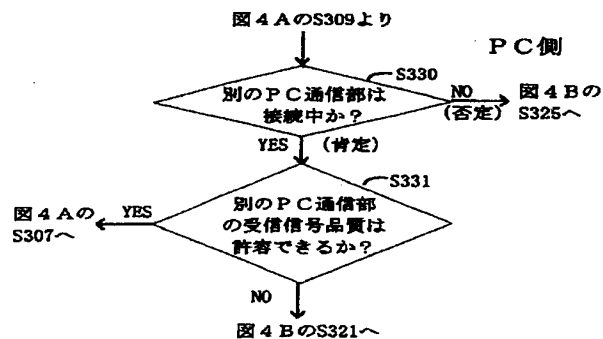 図４ＡのS309より
ＰＣ側
S330
別のＰＣ通信部は
接続中か？
NO
(否定)
図４Ｂの
S325へ
YES (肯定)
S331
別のＰＣ通信部
の受信信号品質は
許容できるか？
YES
図４Ａの
S307へ
NO
図４ＢのS321へ